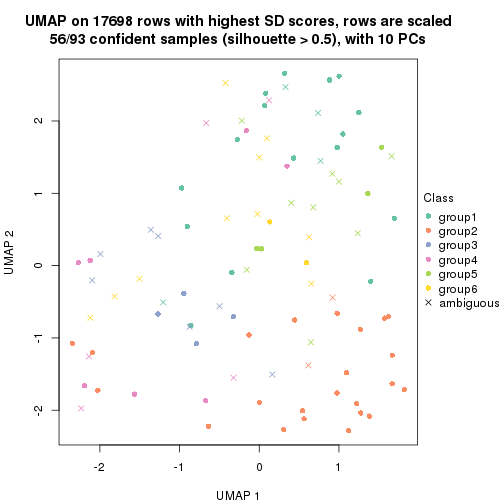 UMAP on 17698 rows with highest SD scores, rows are scaled
56/93 confident samples (silhouette > 0.5), with 10 PCs
UMAP 2
2
1
0
-1
-2
-2
-1
0
1
UMAP 1
Class
group1
group2
group3
group4
group5
group6
ambiguous